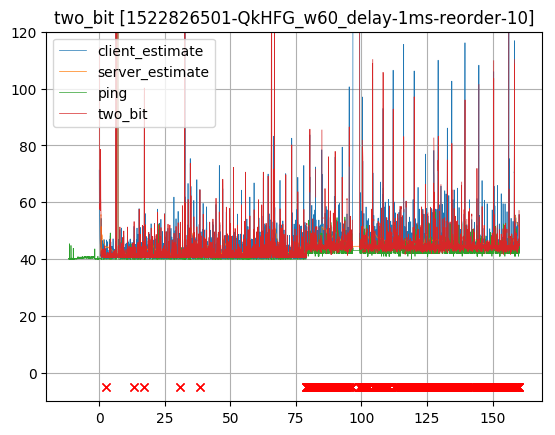 two_bit [1522826501-QkHFG_w60_delay-1ms-reorder-10]
120
100
80
60
40
20
0
client_estimate
server_estimate
ping
two_bit
0 25 50 75 100 125 150